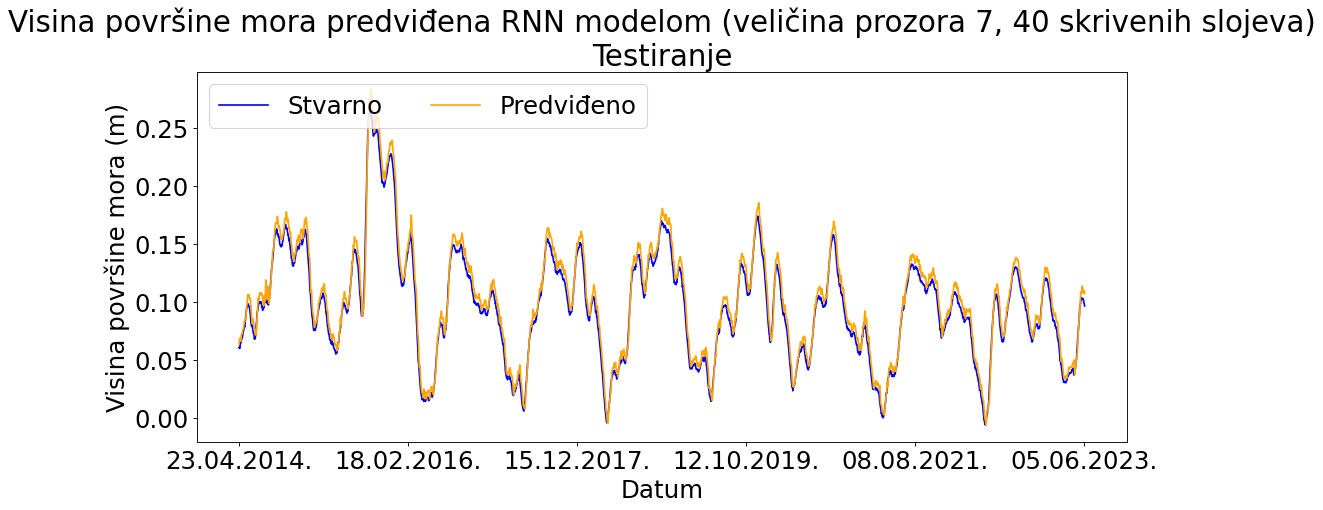 Visina površine mora predviđena RNN modelom (veličina prozora 7, 40 skrivenih slojeva)
Testiranje
Stvarno Predviđeno
Visina površine mora (m)
0.25
0.20
0.15
0.10
0.05
0.00
23.04.2014. 18.02.2016. 15.12.2017. 12.10.2019. 08.08.2021. 05.06.2023.
Datum